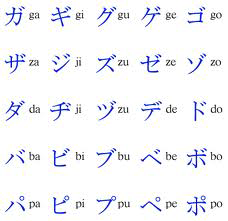 ガ ga ギ gi グ gu ゲ ge ゴ go
ザ za ジ ji ズ zu ゼ ze ゾ zo
ダ da ヂ ji ヅ zu デ de ド do
バ ba ビ bi ブ bu ベ be ボ bo
パ pa ピ pi プ pu ペ pe ポ po